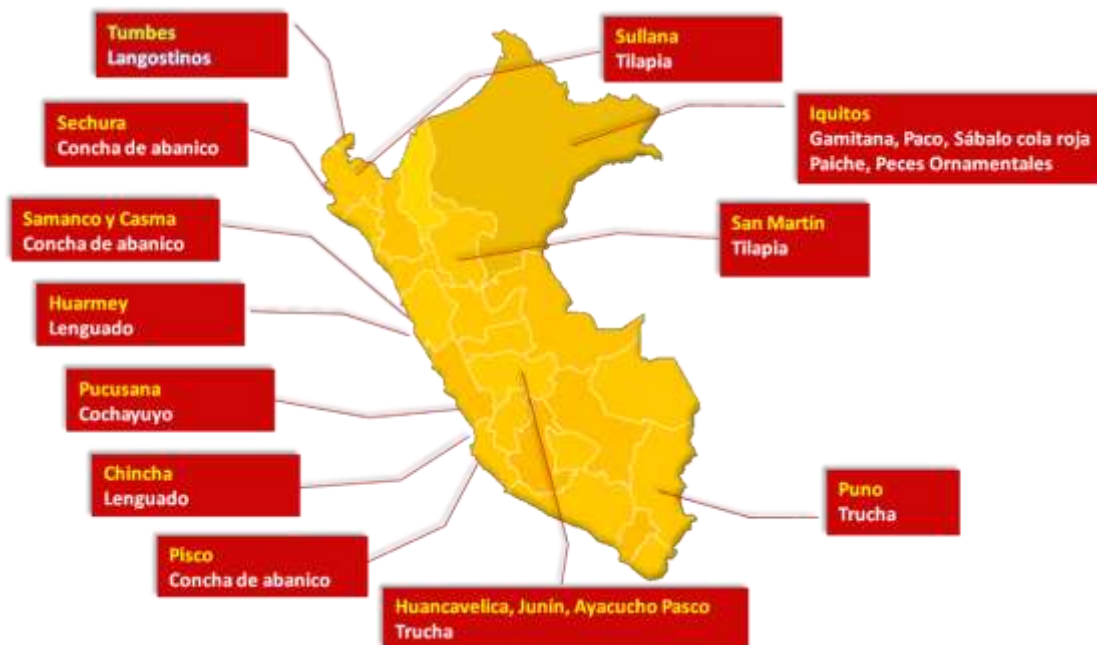 Tumbes
Langostinos
Sullana
Tilapia
Sechura
Concha de abanico
Iquitos
Gamitana, Paco, Sábalo cola roja
Paiche, Peces Ornamentales
Samanco y Casma
Concha de abanico
San Martín
Tilapia
Huarmey
Lenguado
Pucusana
Cochayuyo
Chincha
Lenguado
Puno
Trucha
Pisco
Concha de abanico
Huancavelica, Junín, Ayacucho Pasco
Trucha